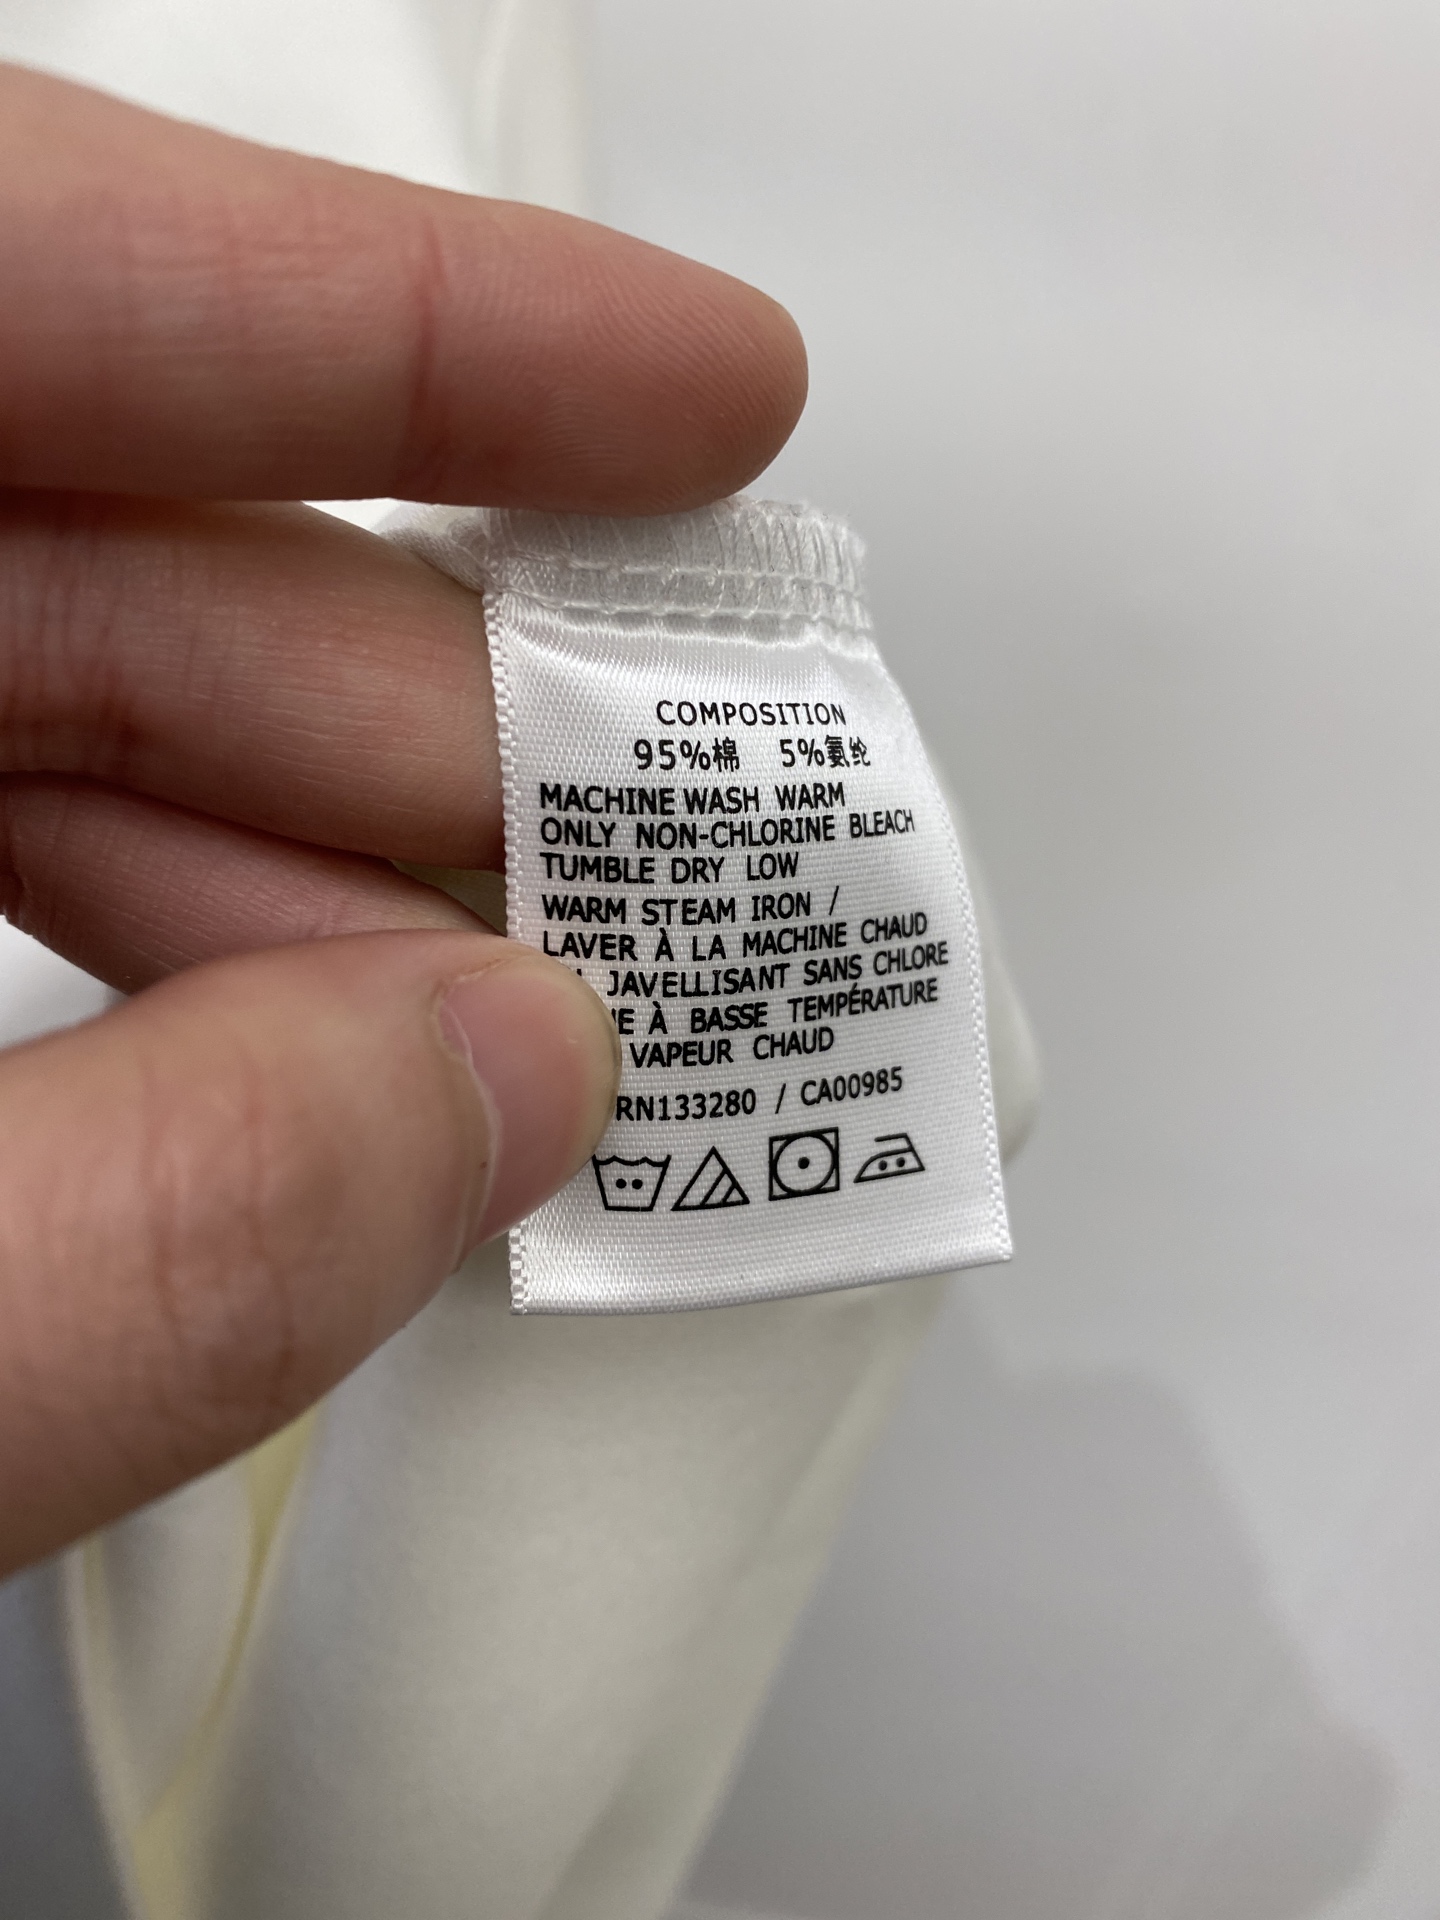 COMPOSITION
95%棉 5%氨纶
MACHINE WASH WARM
ONLY NON-CHLORINE BLEACH
TUMBLE DRY LOW
WARM STEAM IRON /
LAVER À LA MACHINE CHAUD
JAVELLISANT SANS CHLORE
À BASSE TEMPÉRATURE
VAPEUR CHAUD
RN133280 / CA00985